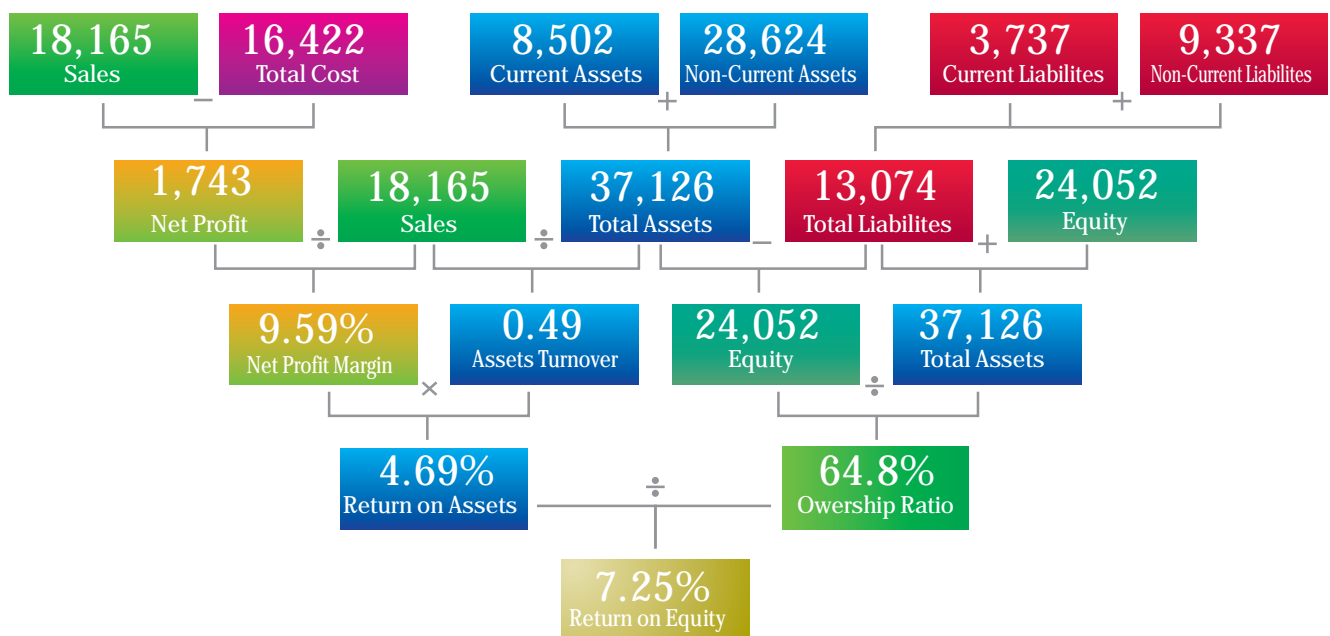 18,165
Sales
16,422
Total Cost
8,502
Current Assets
28,624
Non-Current Assets
3,737
Current Liabilites
9,337
Non-Current Liabilites
−
+
+
1,743
Net Profit
÷
18,165
Sales
÷
37,126
Total Assets
−
13,074
Total Liabilites
+
24,052
Equity
9.59%
Net Profit Margin
×
0.49
Assets Turnover
24,052
Equity
÷
37,126
Total Assets
4.69%
Return on Assets
÷
64.8%
Owership Ratio
7.25%
Return on Equity